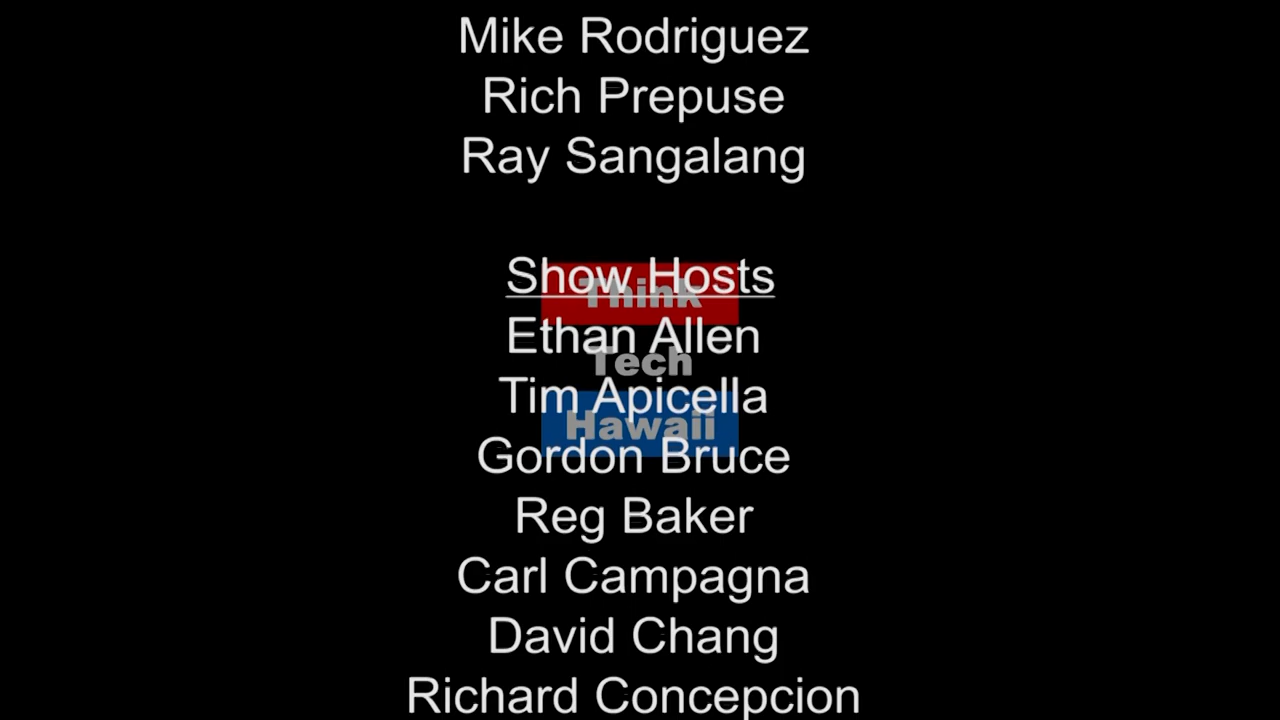 Mike Rodriguez
Rich Prepuse
Ray Sangalang
Show Hosts
Think
Ethan Allen
Tech
Tim Apicella
Hawaii
Gordon Bruce
Reg Baker
Carl Campagna
David Chang
Richard Concepcion